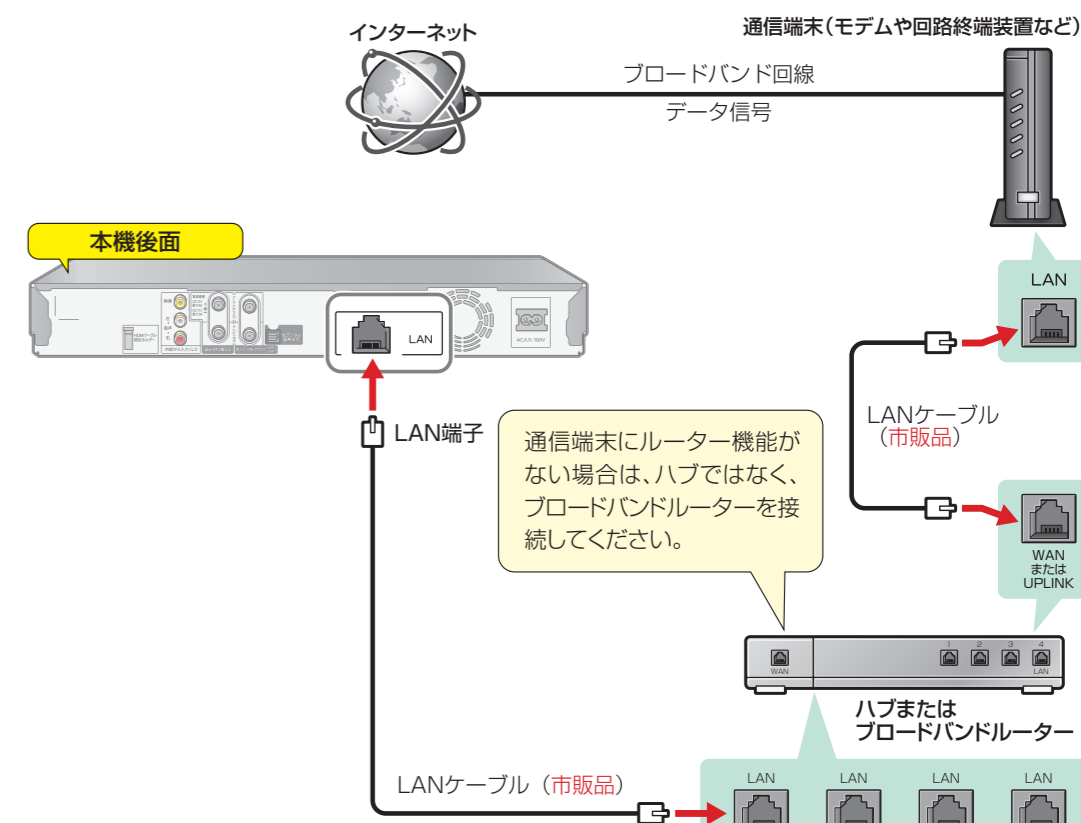 インターネット
通信端末（モデムや回路終端装置など）
ブロードバンド回線
データ信号
本機後面
LAN
AC入力 100V
LAN
LAN端子
LANケーブル
（市販品）
通信端末にルーター機能が
ない場合は、ハブではなく、
ブロードバンドルーターを接
続してください。
WAN
または
UPLINK
WAN
1 2 3 4
LAN
ハブまたは
ブロードバンドルーター
LANケーブル（市販品）
LAN LAN LAN LAN